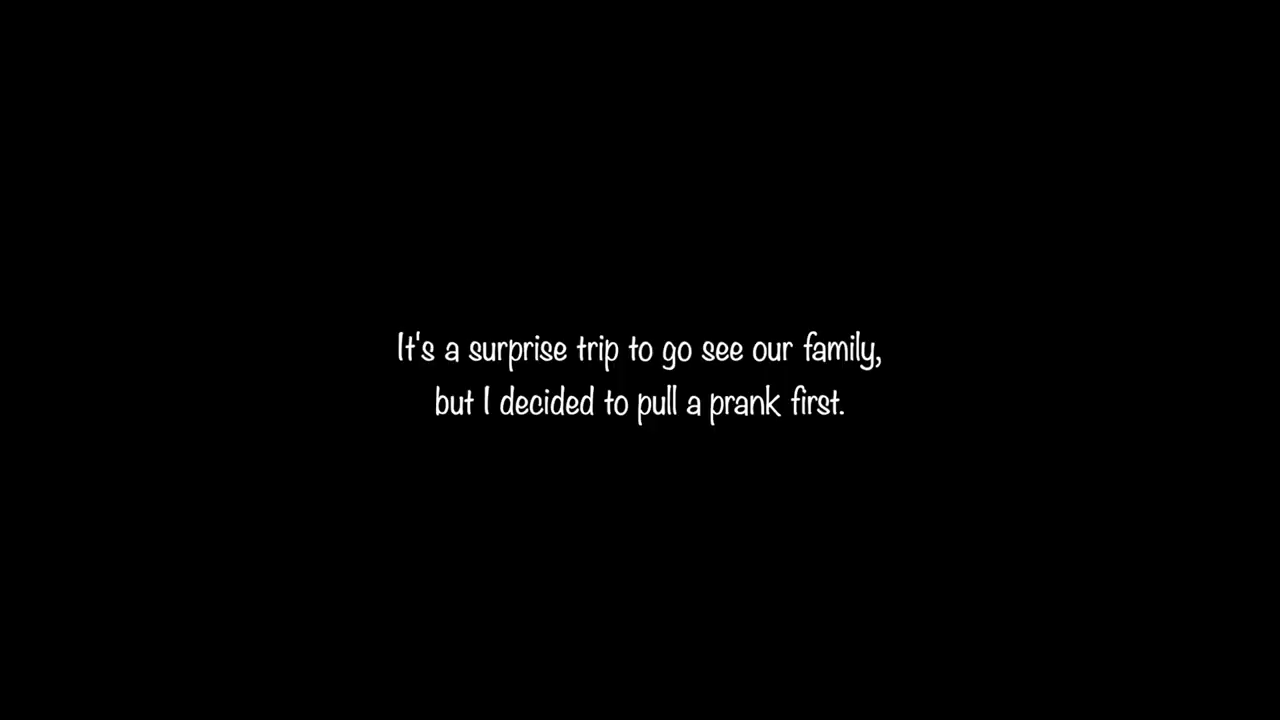 It's a surprise trip to go see our family,
but I decided to pull a prank first.